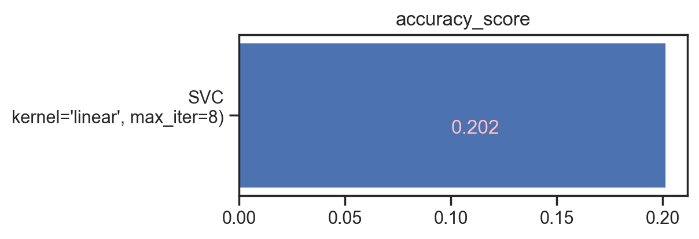 accuracy_score
SVC
kernel='linear', max_iter=8)
0.202
0.00 0.05 0.10 0.15 0.20